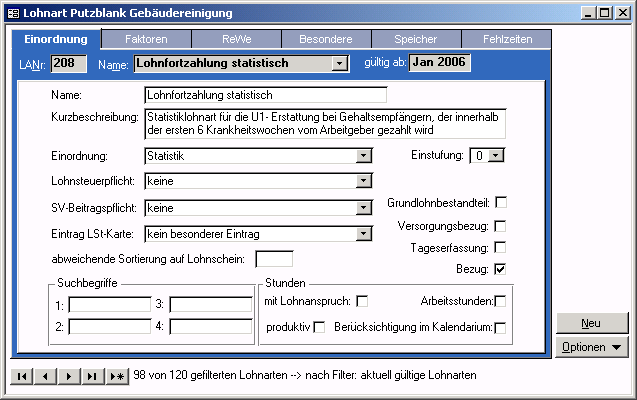 Lohnart Putzblank Gebäudereinigung
Einordnung Faktoren ReWe Besondere Speicher Fehlzeiten
LANr: 208 Name: Lohnfortzahlung statistisch gültig ab: Jan 2006
Name: Lohnfortzahlung statistisch
Kurzbeschreibung: Statistiklohnart für die U1- Erstattung bei Gehaltsempfängern, der innerhalb
der ersten 6 Krankheitswochen vom Arbeitgeber gezahlt wird
Einordnung: Statistik Einstufung: 0
Lohnsteuerpflicht: keine
SV-Beitragspflicht: keine Grundlohnbestandteil:
Versorgungsbezug:
Eintrag LSt-Karte: kein besonderer Eintrag
Tageserfassung:
abweichende Sortierung auf Lohnschein:
Bezug:
Suchbegriffe Stunden
1: 3: mit Lohnanspruch: Arbeitsstunden:
2: 4: produktiv Berücksichtigung im Kalendarium:
Neu
Optionen
98 von 120 gefilterten Lohnarten --> nach Filter: aktuell gültige Lohnarten